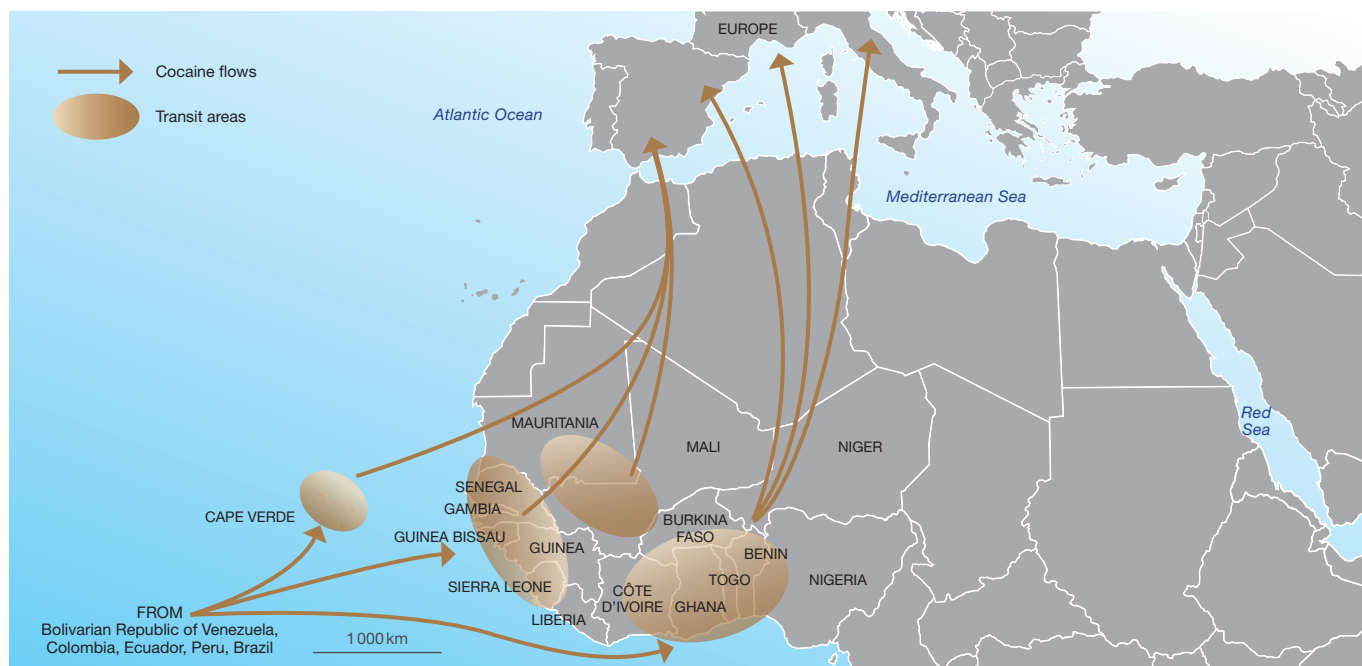 EUROPE
Cocaine flows
Transit areas
Atlantic Ocean
Mediterranean Sea
Red
Sea
MAURITANIA
MALI
NIGER
SENEGAL
GAMBIA
CAPE VERDE
GUINEA BISSAU
GUINEA
BURKINA
FASO
BENIN
SIERRA LEONE
CÔTE
D'IVOIRE
TOGO
GHANA
NIGERIA
LIBERIA
FROM
Bolivarian Republic of Venezuela,
Colombia, Ecuador, Peru, Brazil
1 000 km